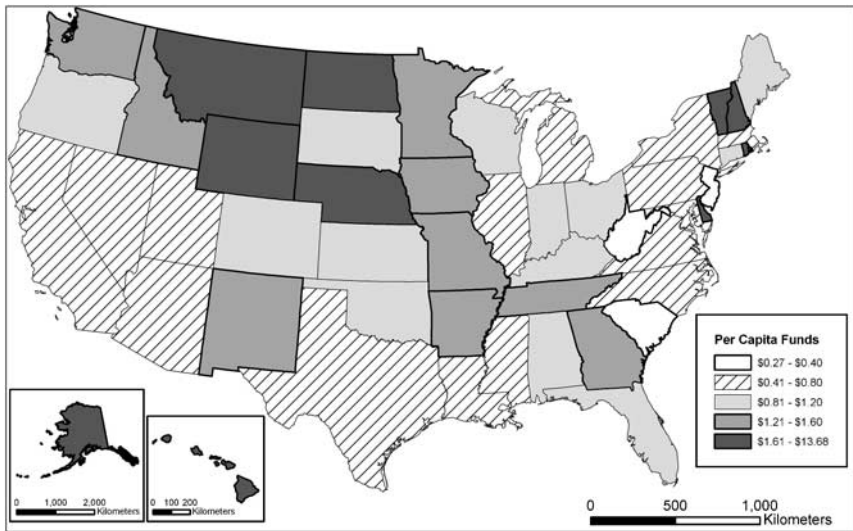 Per Capita Funds
$0.27 - $0.40
$0.41 - $0.80
$0.81 - $1.20
$1.21 - $1.60
$1.61 - $13.68
0 1,000 2,000
Kilometers
0 100 200
Kilometers
0 500 1,000
Kilometers